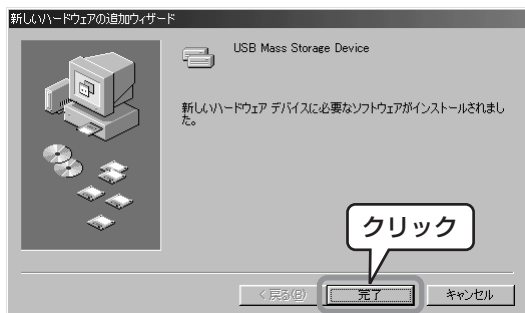 新しいハードウェアの追加ウィザード
USB Mass Storage Device
新しいハードウェア デバイスに必要なソフトウェアがインストールされまし
た。
クリック
< 戻る(B)
完了
キャンセル